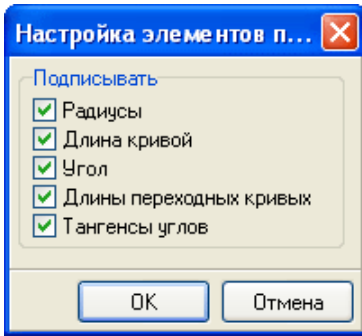 Настройка элементов п...
Подписывать
Радиусы
Длина кривой
Угол
Длины переходных кривых
Тангенсы углов
OK
Отмена